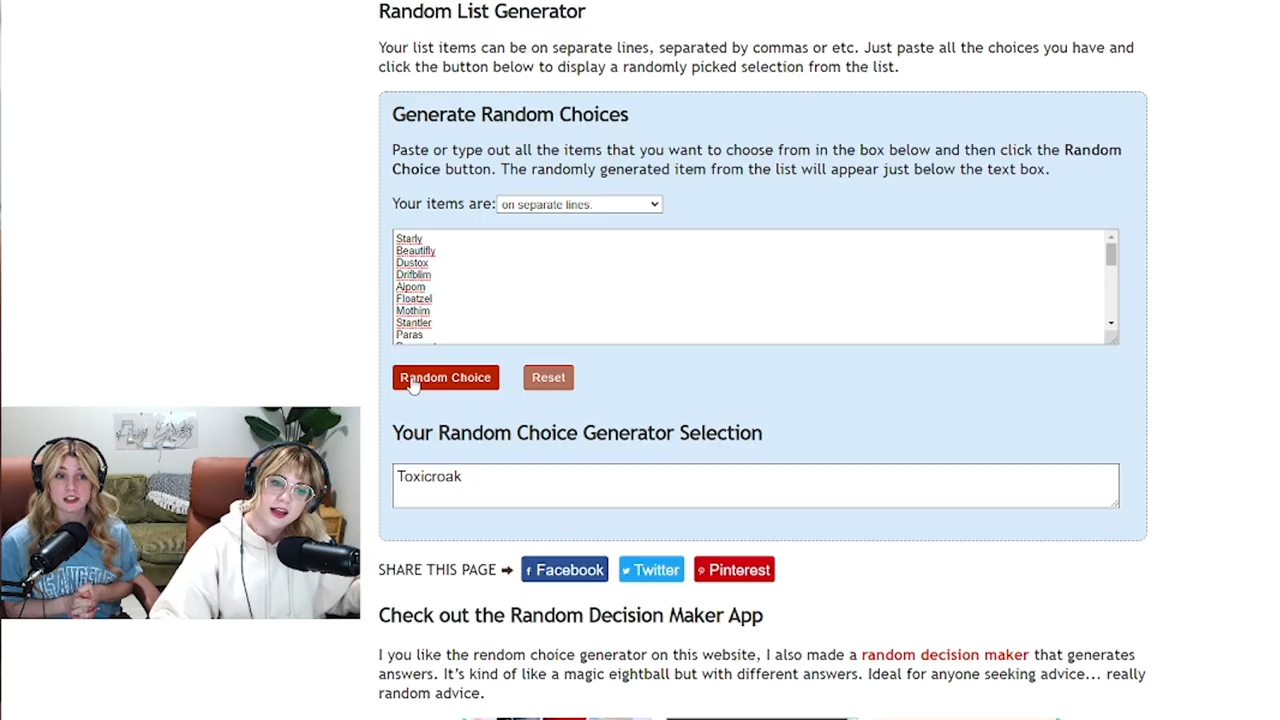 Random List Generator
Your list items can be on separate lines, separated by commas or etc. Just paste all the choices you have and
click the button below to display a randomly picked selection from the list.
Generate Random Choices
Paste or type out all the items that you want to choose from in the box below and then click the Random
Choice button. The randomly generated item from the list will appear just below the text box.
Your items are: on separate lines.
Starly
Beautifly
Dustox
Drifblim
Aipom
Floatzel
Mothim
Stantler
Paras
Random Choice Reset
Your Random Choice Generator Selection
Toxicroak
SHARE THIS PAGE ➡ Facebook Twitter Pinterest
Check out the Random Decision Maker App
I you like the rendom choice generator on this website, I also made a random decision maker that generates
answers. It's kind of like a magic eightball but with different answers. Ideal for anyone seeking advice... really
random advice.